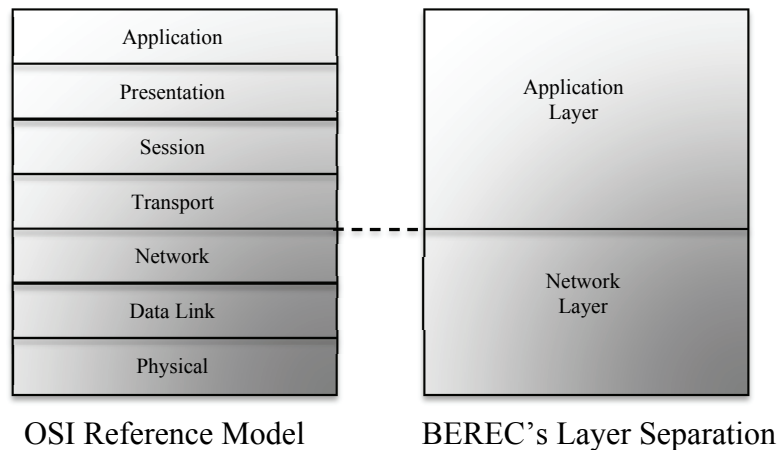 Application
Presentation
Session
Transport
Network
Data Link
Physical
OSI Reference Model
Application
Layer
Network
Layer
BEREC's Layer Separation